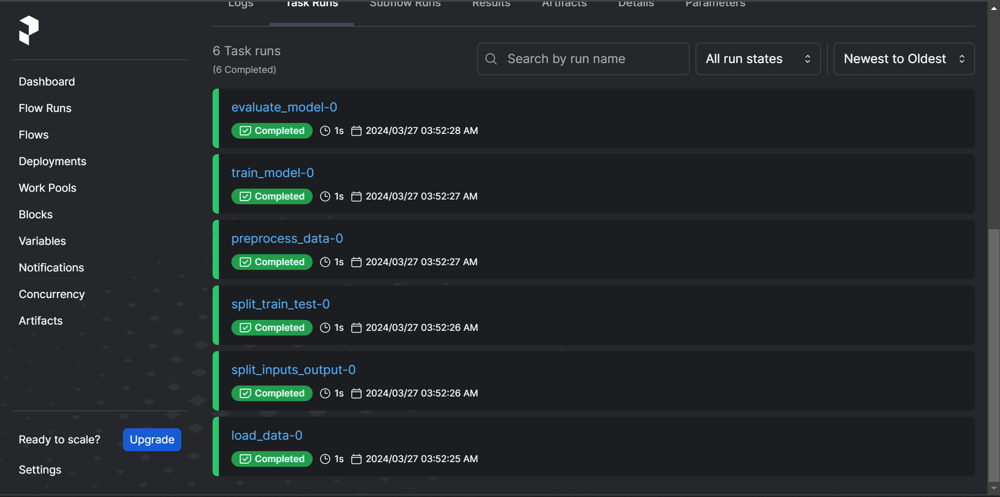 Logs Task Runs Subflow Runs Results Artifacts Details Parameters
Dashboard
Flow Runs
Flows
Deployments
Work Pools
Blocks
Variables
Notifications
Concurrency
Artifacts
Ready to scale? Upgrade
Settings
6 Task runs
(6 Completed)
Search by run name
All run states
Newest to Oldest
evaluate_model-0
Completed 1s 2024/03/27 03:52:28 AM
train_model-0
Completed 1s 2024/03/27 03:52:27 AM
preprocess_data-0
Completed 1s 2024/03/27 03:52:27 AM
split_train_test-0
Completed 1s 2024/03/27 03:52:26 AM
split_inputs_output-0
Completed 1s 2024/03/27 03:52:26 AM
load_data-0
Completed 1s 2024/03/27 03:52:25 AM